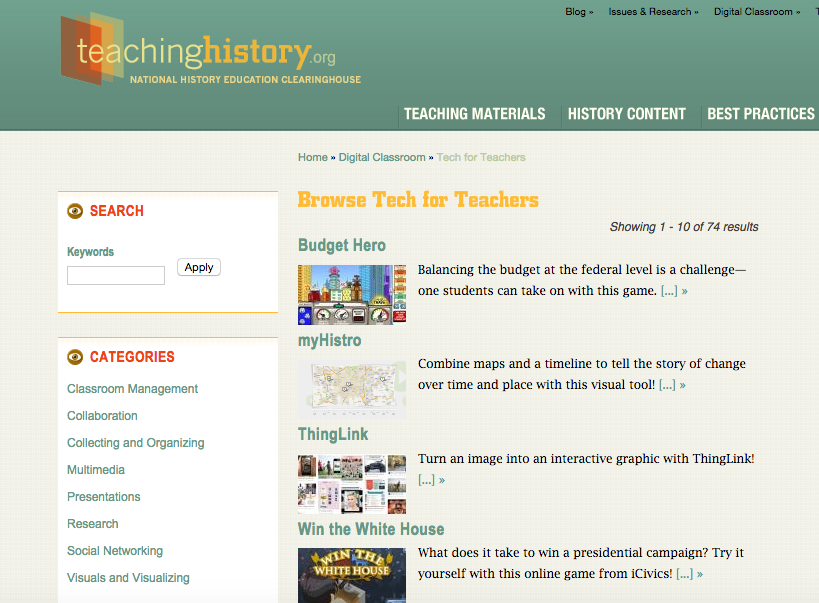 Blog » Issues & Research » Digital Classroom »
teachinghistory.org
NATIONAL HISTORY EDUCATION CLEARINGHOUSE
TEACHING MATERIALS HISTORY CONTENT BEST PRACTICES
Home » Digital Classroom » Tech for Teachers
SEARCH
Keywords
Apply
CATEGORIES
Classroom Management
Collaboration
Collecting and Organizing
Multimedia
Presentations
Research
Social Networking
Visuals and Visualizing
Browse Tech for Teachers
Showing 1 - 10 of 74 results
Budget Hero
Balancing the budget at the federal level is a challenge—
one students can take on with this game. [...] »
myHistro
Combine maps and a timeline to tell the story of change
over time and place with this visual tool! [...] »
ThingLink
Turn an image into an interactive graphic with ThingLink!
[...] »
Win the White House
WIN THE
WHITE HOUSE
What does it take to win a presidential campaign? Try it
yourself with this online game from iCivics! [...] »